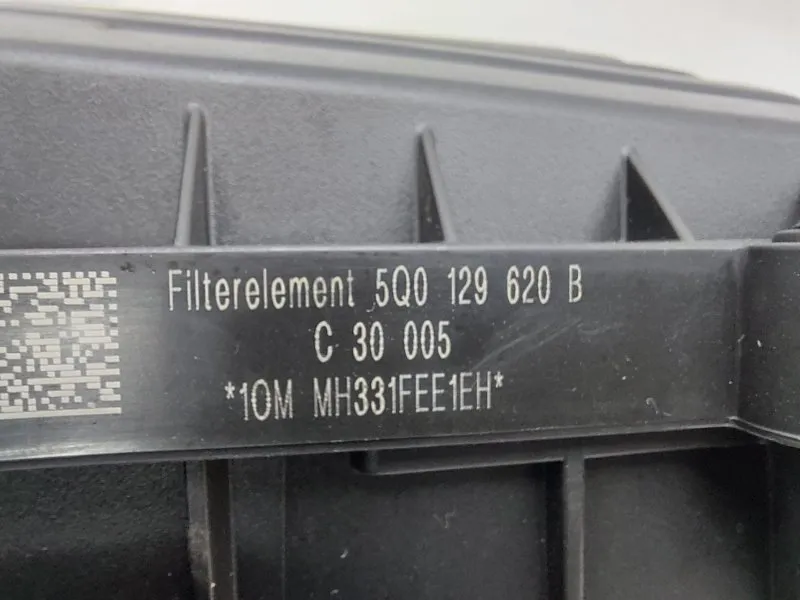 Filterelement 5Q0 129 620 B
C 30 005
*1OM MH331FEE1EH*